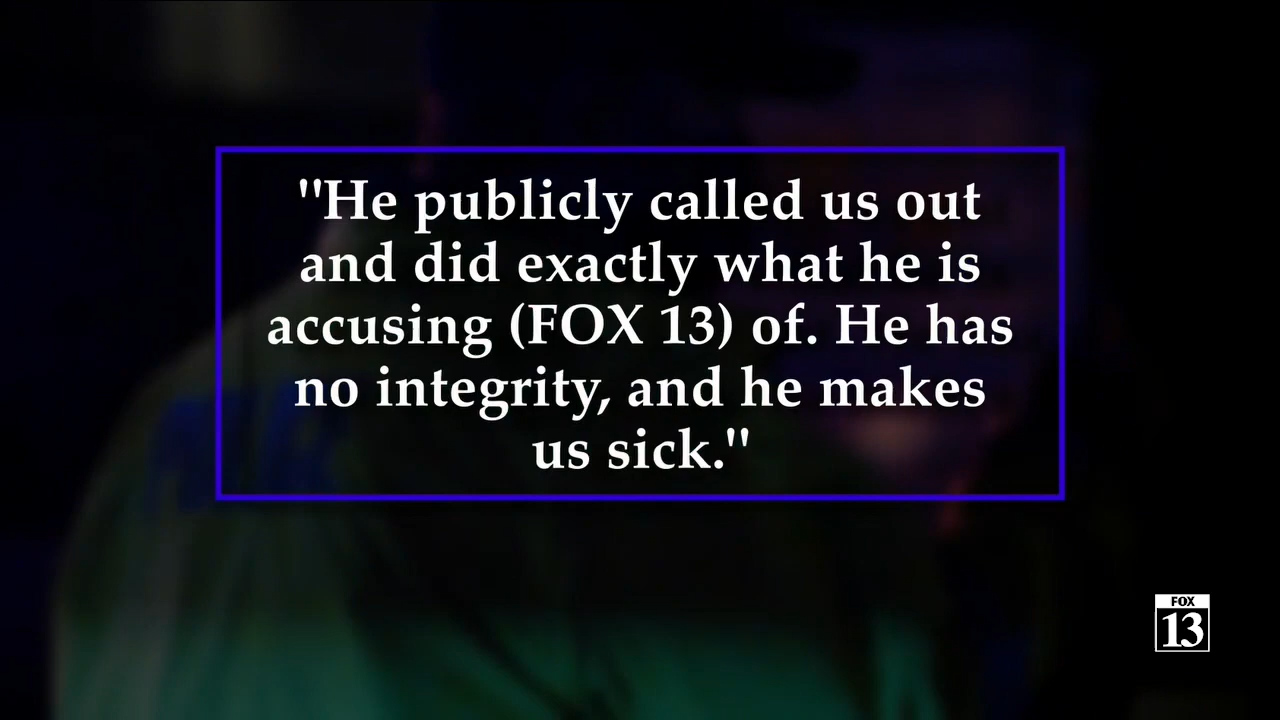 "He publicly called us out
and did exactly what he is
accusing (FOX 13) of. He has
no integrity, and he makes
us sick."
FOX
13